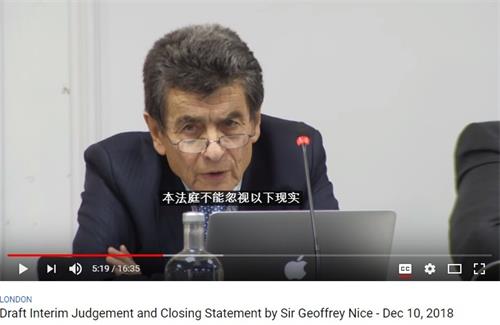 本法庭不能忽视以下现实
5:19 / 16:35
CC
LONDON
Draft Interim Judgement and Closing Statement by Sir Geoffrey Nice - Dec 10, 2018